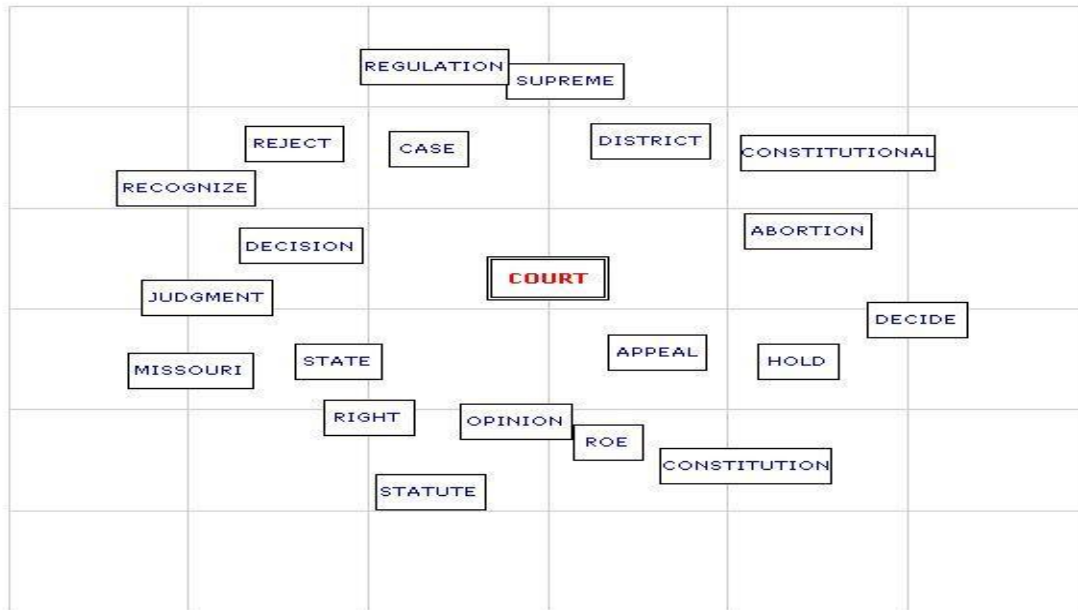 REGULATION
SUPREME
REJECT
CASE
DISTRICT
CONSTITUTIONAL
RECOGNIZE
ABORTION
DECISION
COURT
JUDGMENT
DECIDE
APPEAL
HOLD
STATE
MISSOURI
RIGHT
OPINION
ROE
CONSTITUTION
STATUTE